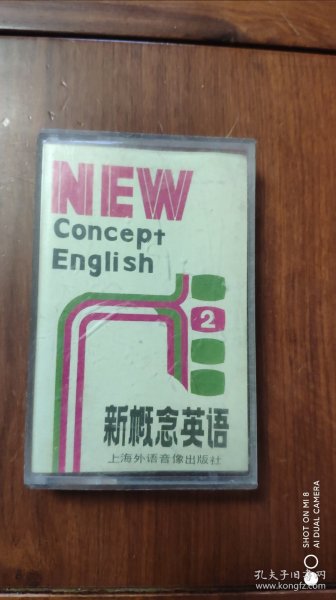 NEW
Concept
English
2
新概念英语
上海外语音像出版社
SHOT ON MI 8
AI DUAL CAMERA
孔夫子旧书网
www.kongfz.com